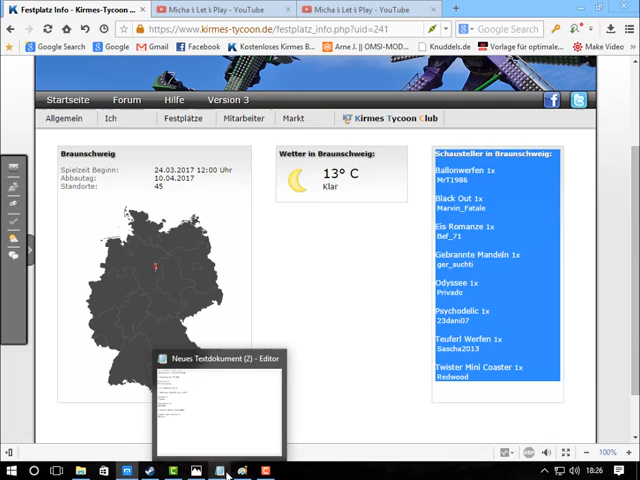 Festplatz Info - Kirmes-Tycoon ...
Micha´s Let´s Play - YouTube
Micha´s Let´s Play - YouTube
https://www.kirmes-tycoon.de/festplatz_info.php?uid=241
Google Search
Google Search
Google
Gmail
Facebook
Kostenloses Kirmes B...
Arne J. || OMSI-MOD...
Knuddels.de
Vorlage für optimale...
Make Video
Startseite
Forum
Hilfe
Version 3
Allgemein
Ich
Festplätze
Mitarbeiter
Markt
Kirmes Tycoon Club
Braunschweig
Spielzeit Beginn: 24.03.2017 12:00 Uhr
Abbautag: 10.04.2017
Standorte: 45
Wetter in Braunschweig:
13° C
Klar
Schausteller in Braunschweig:
Ballonwerfen 1x
MrT1986
Black Out 1x
Marvin_Fatale
Eis Romanze 1x
Bef_71
Gebrannte Mandeln 1x
ger_suchti
Odyssee 1x
Privado
Psychodelic 1x
23dani07
Teuferl Werfen 1x
Sascha2013
Twister Mini Coaster 1x
Redwood
Neues Textdokument (2) - Editor
100%
18:26